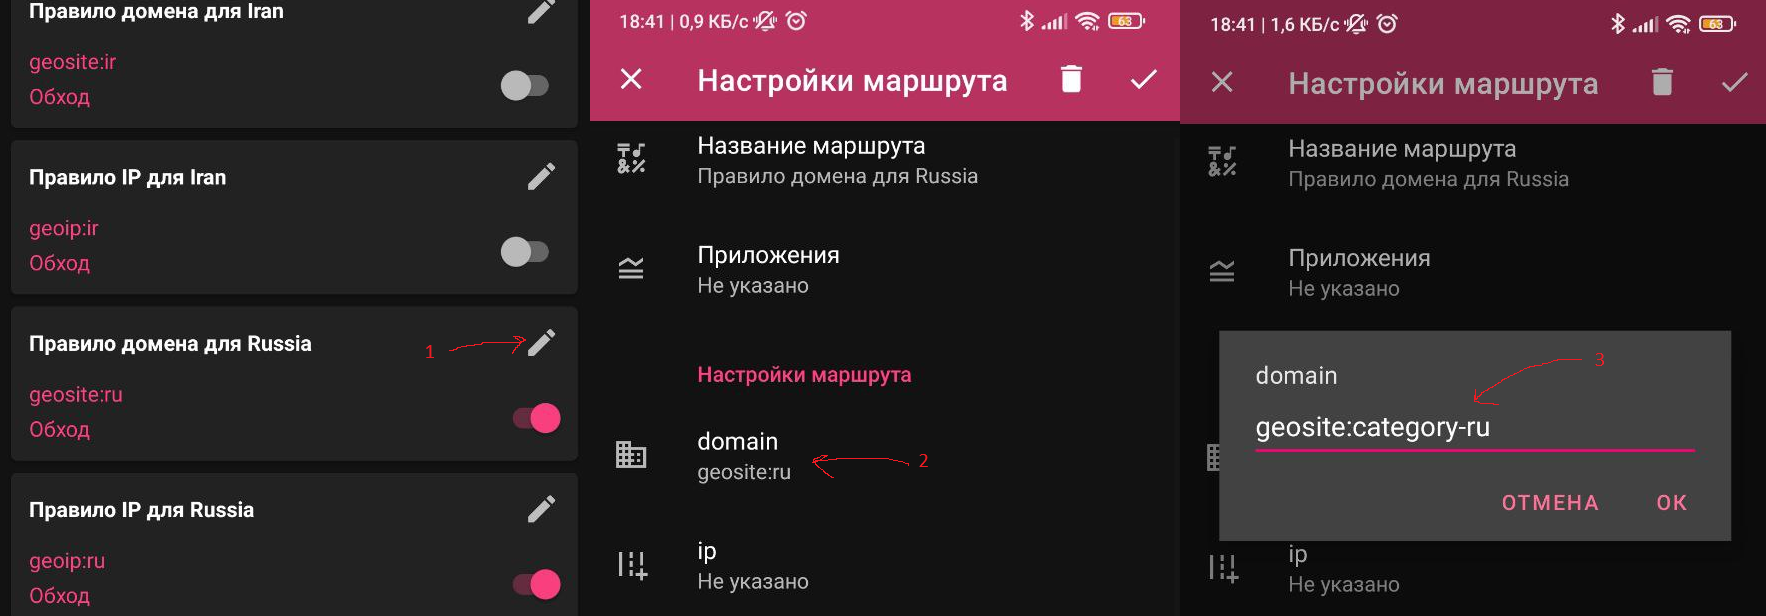 Правило домена для Iran
geosite:ir
Обход
Правило IP для Iran
geoip:ir
Обход
Правило домена для Russia
1
geosite:ru
Обход
Правило IP для Russia
geoip:ru
Обход
18:41 | 0,9 КБ/с
63
Настройки маршрута
Название маршрута
Правило домена для Russia
Приложения
Не указано
Настройки маршрута
domain
geosite:ru
2
ip
Не указано
18:41 | 1,6 КБ/с
63
Настройки маршрута
Название маршрута
Правило домена для Russia
Приложения
Не указано
3
domain
geosite:category-ru
ОТМЕНА
ОК
ip
Не указано